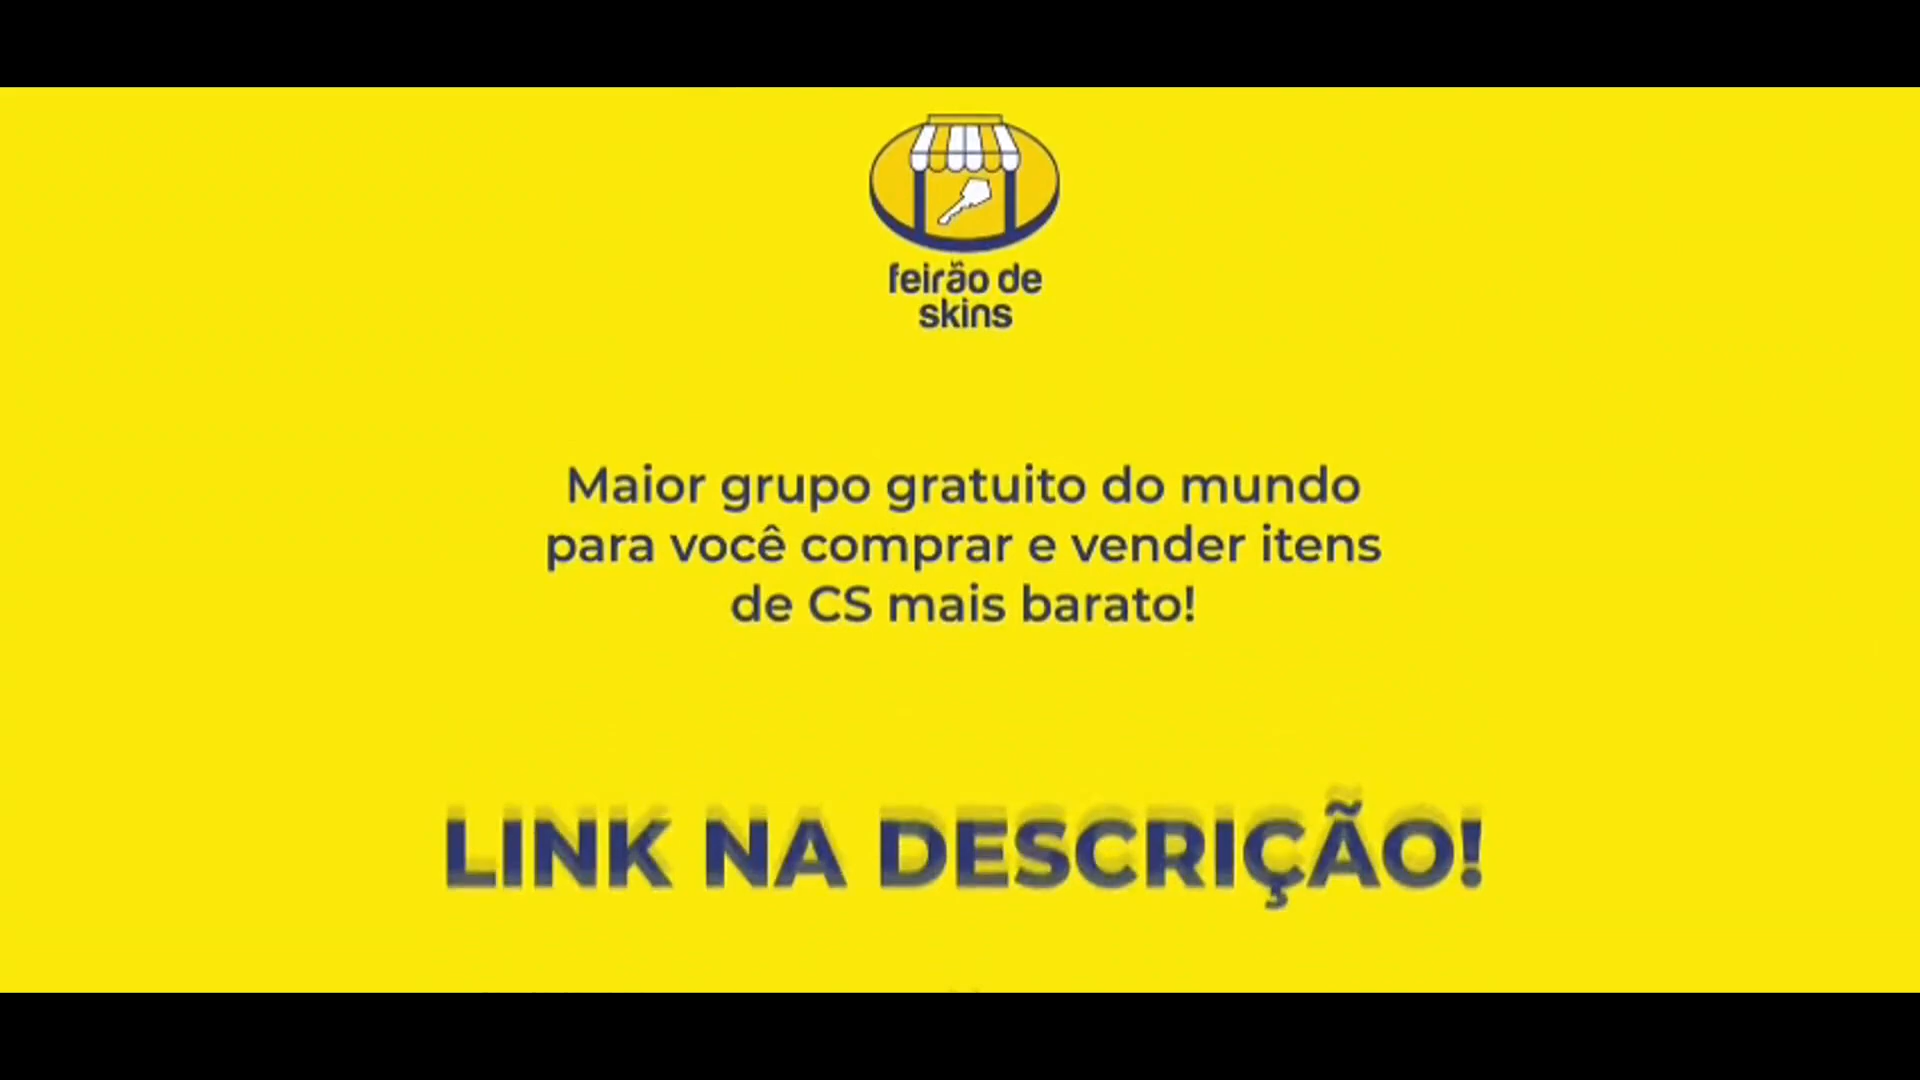 feirão de
skins
Maior grupo gratuito do mundo
para você comprar e vender itens
de CS mais barato!
LINK NA DESCRIÇÃO!